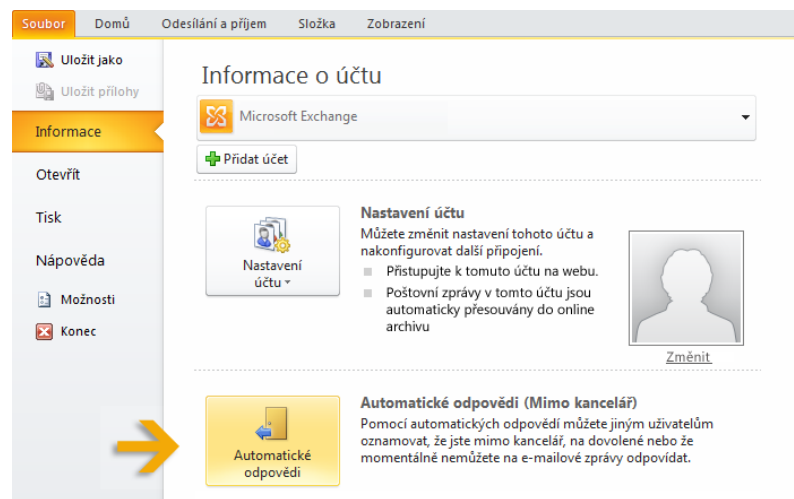 Soubor Domů Odesílání a příjem Složka Zobrazení
Uložit jako
Uložit přílohy
Informace
Otevřít
Tisk
Nápověda
Možnosti
Konec
Informace o účtu
Microsoft Exchange
Přidat účet
Nastavení
účtu
Nastavení účtu
Můžete změnit nastavení tohoto účtu a
nakonfigurovat další připojení.
Přistupujte k tomuto účtu na webu.
Poštovní zprávy v tomto účtu jsou
automaticky přesouvány do online
archivu
Změnit
Automatické
odpovědi
Automatické odpovědi (Mimo kancelář)
Pomocí automatických odpovědí můžete jiným uživatelům
oznamovat, že jste mimo kancelář, na dovolené nebo že
momentálně nemůžete na e-mailové zprávy odpovídat.